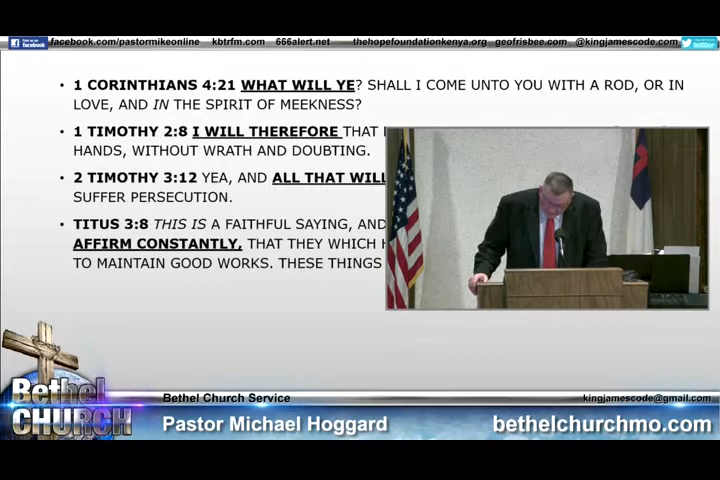 facebook.com/pastormikeonline kbtrfm.com 666alert.net thehopefoundationkenya.org geofrisbee.com @kingjamescode.com
• 1 CORINTHIANS 4:21 WHAT WILL YE? SHALL I COME UNTO YOU WITH A ROD, OR IN
LOVE, AND IN THE SPIRIT OF MEEKNESS?
• 1 TIMOTHY 2:8 I WILL THEREFORE THAT
HANDS, WITHOUT WRATH AND DOUBTING.
• 2 TIMOTHY 3:12 YEA, AND ALL THAT WILL
SUFFER PERSECUTION.
• TITUS 3:8 THIS IS A FAITHFUL SAYING, AND
AFFIRM CONSTANTLY, THAT THEY WHICH
TO MAINTAIN GOOD WORKS. THESE THINGS
Bethel
CHURCH
Bethel Church Service
kingjamescode@gmail.com
Pastor Michael Hoggard
bethelchurchmo.com